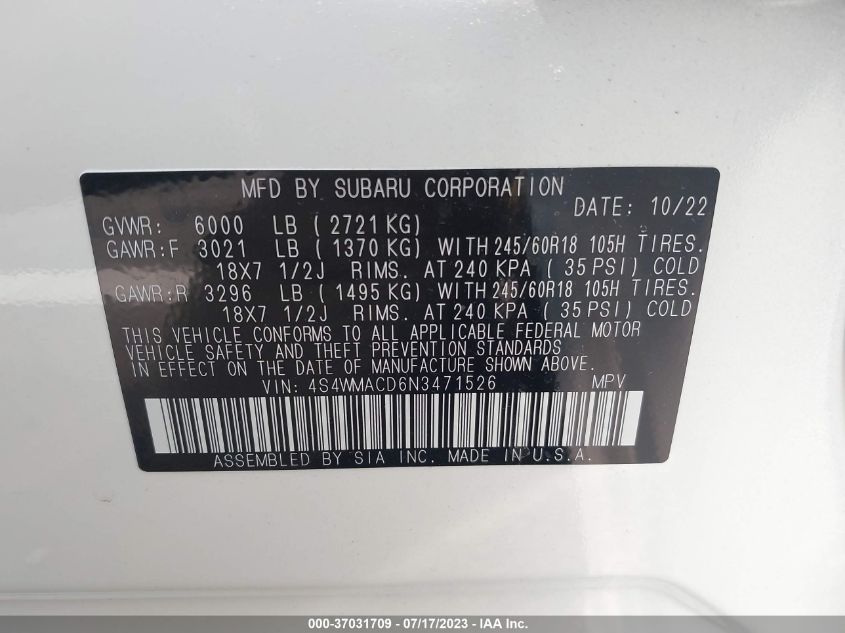 MFD BY SUBARU CORPORATION
DATE: 10/22
GVWR: 6000 LB ( 2721 KG)
GAWR:F 3021 LB ( 1370 KG) WITH 245/60R18 105H TIRES.
18X7 1/2J RIMS. AT 240 KPA ( 35 PSI) COLD
GAWR:R 3296 LB ( 1495 KG) WITH 245/60R18 105H TIRES.
18X7 1/2J RIMS. AT 240 KPA ( 35 PSI) COLD
THIS VEHICLE CONFORMS TO ALL APPLICABLE FEDERAL MOTOR
VEHICLE SAFETY AND THEFT PREVENTION STANDARDS
IN EFFECT ON THE DATE OF MANUFACTURE SHOWN ABOVE.
VIN: 4S4WMACD6N3471526 MPV
ASSEMBLED BY SIA INC. MADE IN U.S.A.
000-37031709 - 07/17/2023 - IAA Inc.